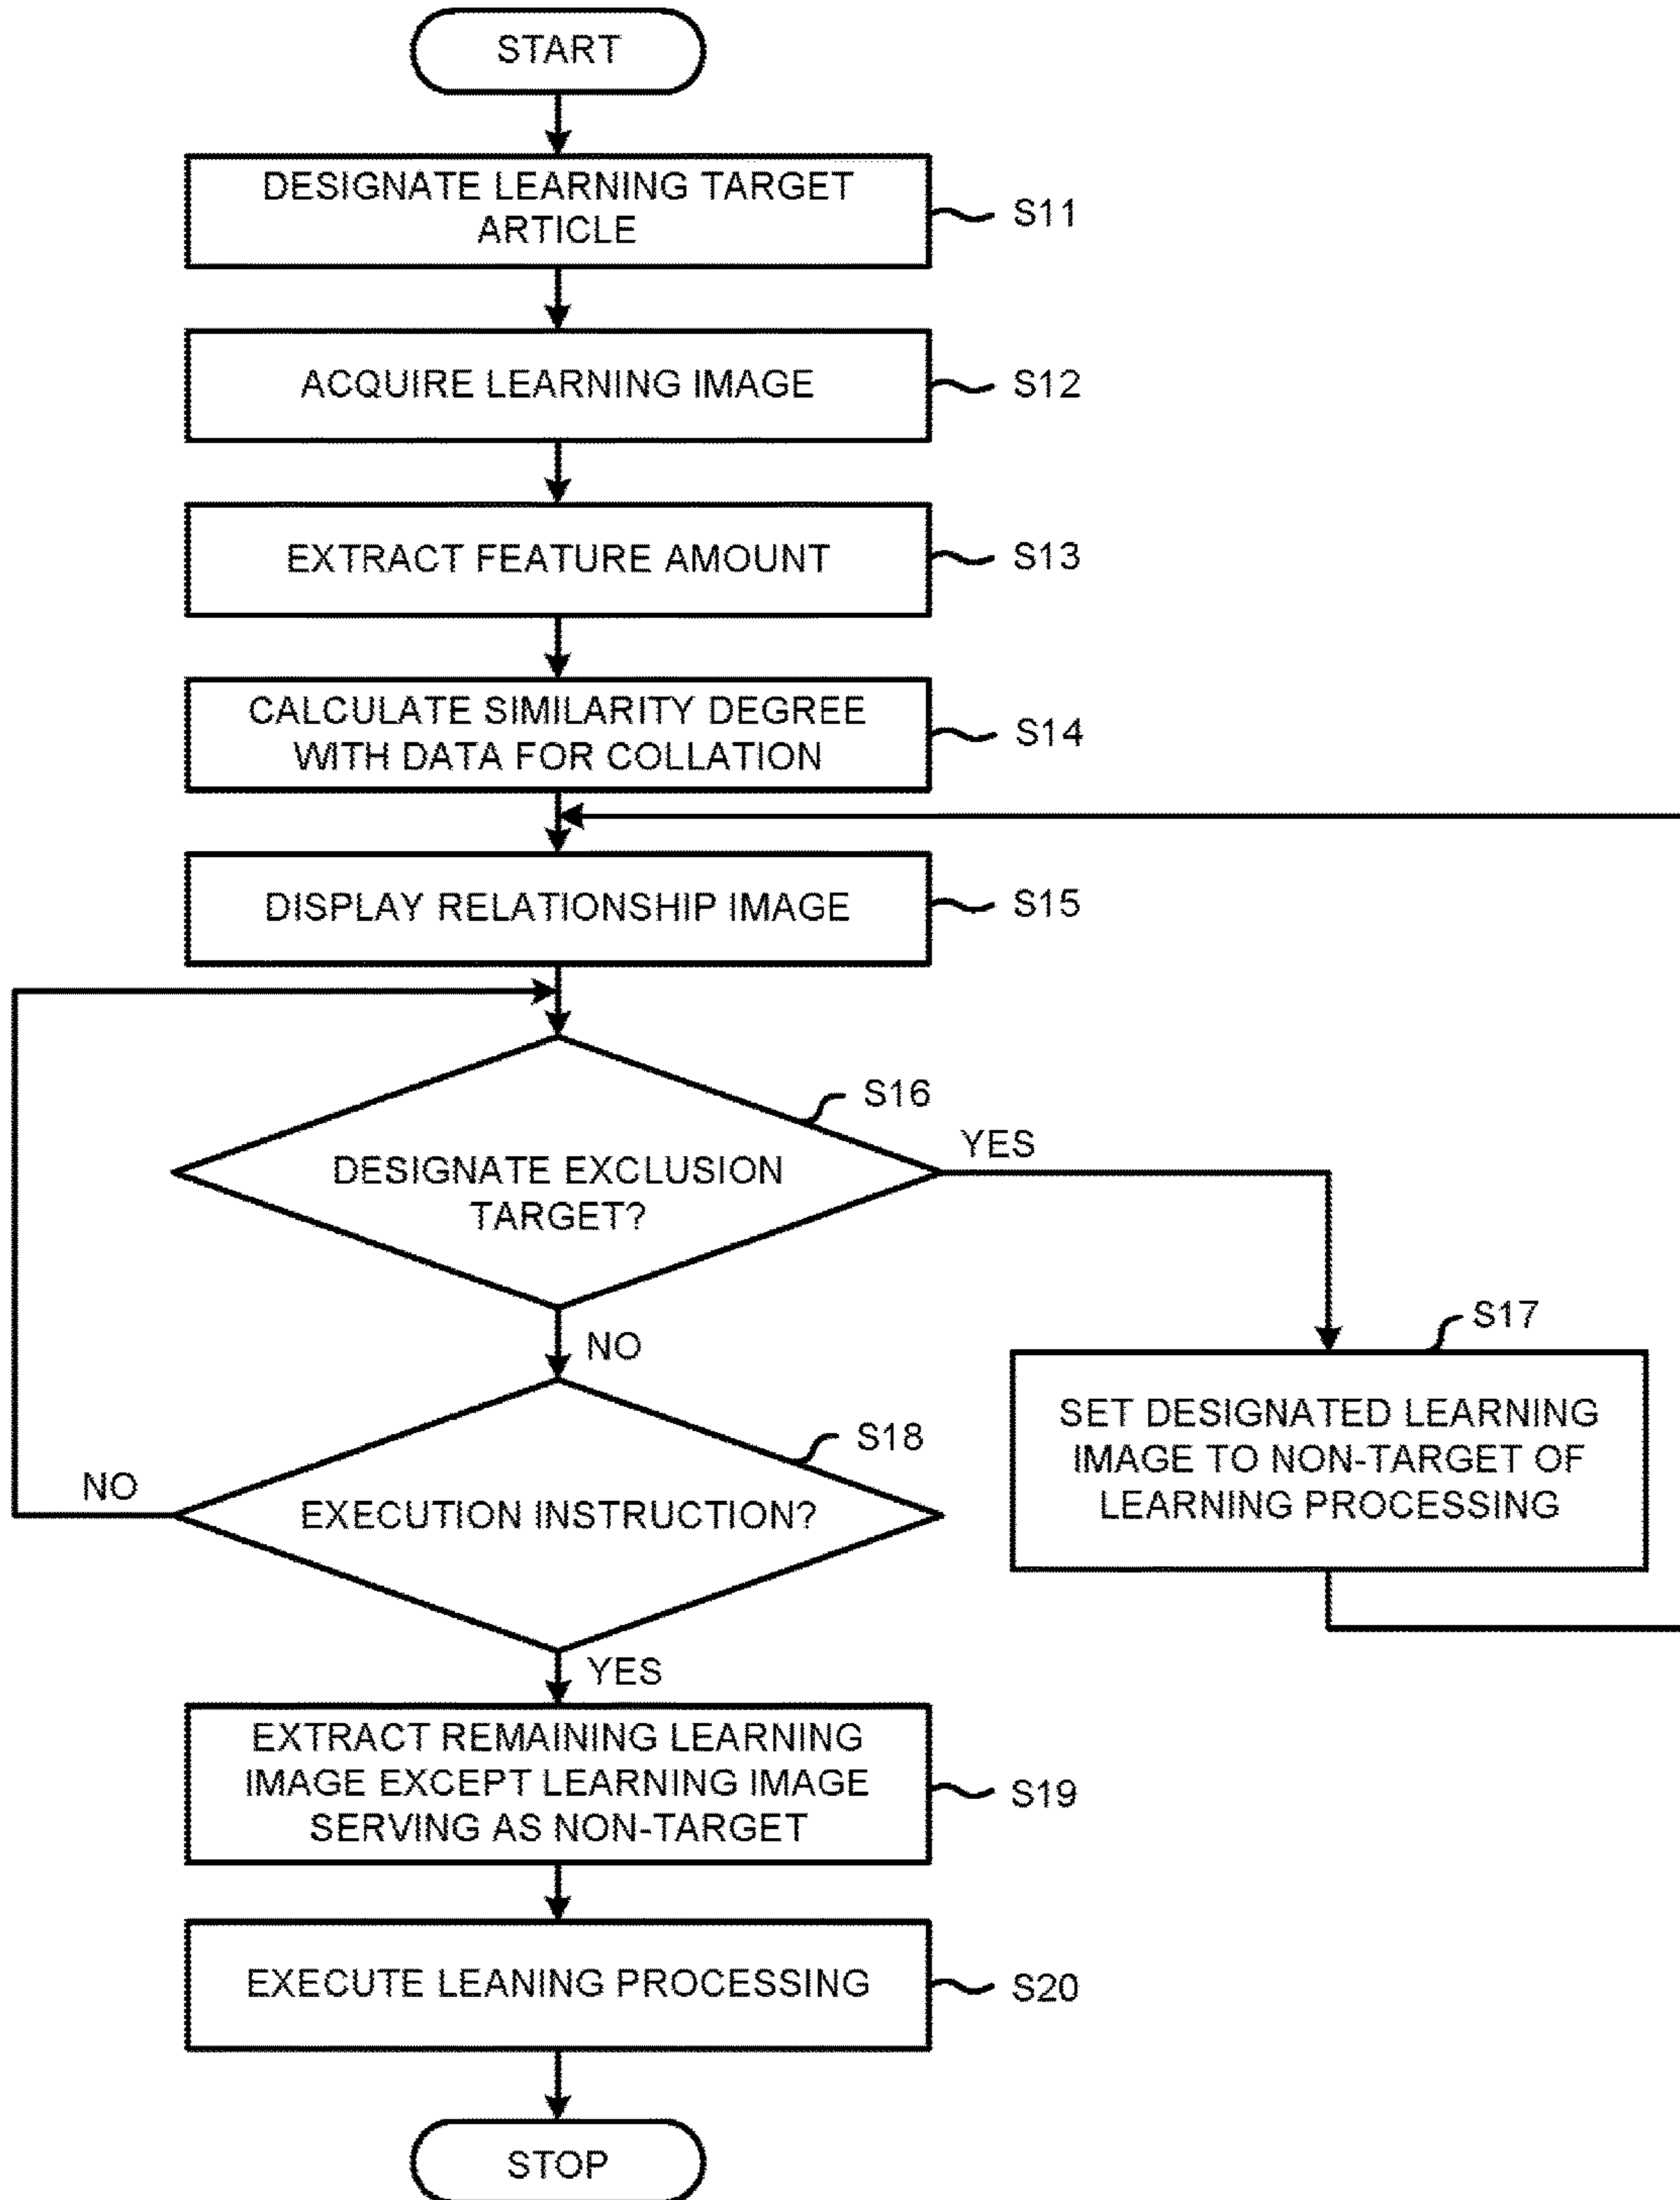 START
DESIGNATE LEARNING TARGET
ARTICLE
S11
ACQUIRE LEARNING IMAGE
S12
EXTRACT FEATURE AMOUNT
S13
CALCULATE SIMILARITY DEGREE
WITH DATA FOR COLLATION
S14
DISPLAY RELATIONSHIP IMAGE
S15
S16
DESIGNATE EXCLUSION
TARGET?
YES
NO
S17
SET DESIGNATED LEARNING
IMAGE TO NON-TARGET OF
LEARNING PROCESSING
S18
EXECUTION INSTRUCTION?
NO
YES
EXTRACT REMAINING LEARNING
IMAGE EXCEPT LEARNING IMAGE
SERVING AS NON-TARGET
S19
EXECUTE LEANING PROCESSING
S20
STOP